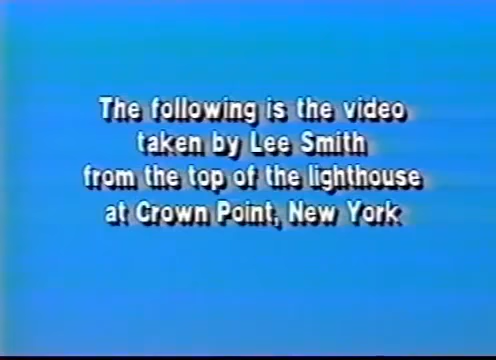 The following is the video
taken by Lee Smith
from the top of the lighthouse
at Crown Point, New York